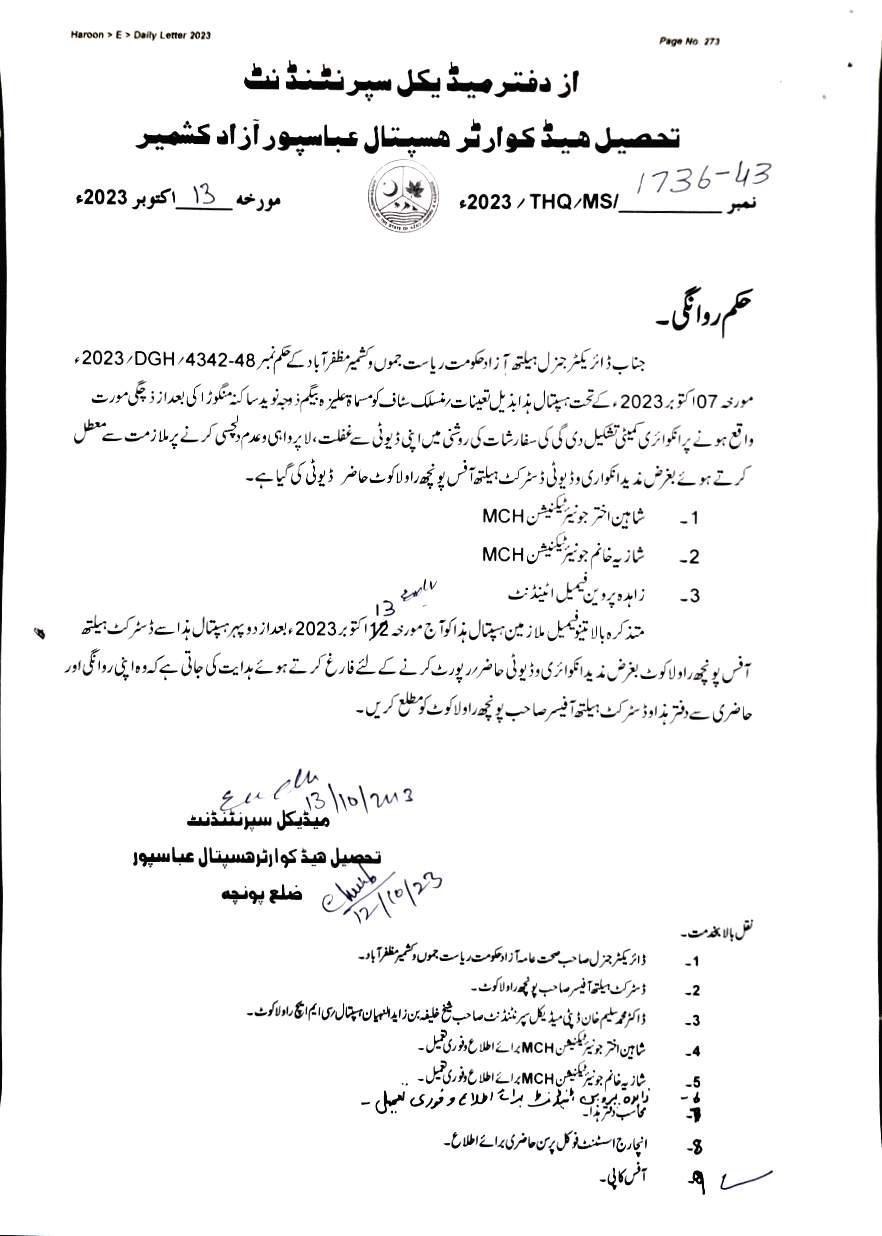 Haroon > E > Daily Letter 2023
Page No. 273
از دفتر میڈیکل سپرنٹنڈنٹ
تحصیل ھیڈ کوارٹر ھسپتال عباسپور آزاد کشمیر
نمبر 1736-43 /THQ/MS/ 2023ء
مورخہ 13 اکتوبر 2023ء
حکم روانگی۔
جناب ڈائریکٹر جنرل ہیلتھ آزاد حکومت ریاست جموں وکشمیر مظفرآباد کے حکم نمبر 48-4342/DGH/2023ء
مورخہ 07 اکتوبر 2023ء کے تحت ہسپتال ہذا بذیل تعینات رمنسلک سٹاف کو مسماۃ علیزہ بیگم زوجہ نوید ساکنہ منگوڑا کی بعد از زچگی موت
واقع ہونے پر انکوائری کمیٹی تشکیل دی گی کی سفارشات کی روشنی میں اپنی ڈیوٹی سے غفلت، لا پرواہی وعدم دلچسی کرنے پر ملازمت سے معطل
کرتے ہوئے بغرض مذید انکواری و ڈیوٹی ڈسٹرکٹ ہیلتھ آفس پونچھ راولاکوٹ حاضر ڈیوٹی کی گیا ہے۔
1۔ شاہین اختر جونیئر ٹیکنیشن MCH
2۔ شازیہ خانم جونیئر ٹیکنیشن MCH
3۔ زاہدہ پروین فیمیل اٹینڈنٹ
13
متذکرہ بالا تینو فیمیل ملازمین ہسپتال ہذا کو آج مورخہ 12 اکتوبر 2023ء بعد از دوپہر ہسپتال ہذا سے ڈسٹرکٹ ہیلتھ
آفس پونچھ راولاکوٹ بغرض مذید انکوائری و ڈیوٹی حاضر/رپورٹ کرنے کے لئے فارغ کرتے ہوئے ہدایت کی جاتی ہے کہ وہ اپنی روانگی اور
حاضری سے دفتر ہذا و ڈسٹرکٹ ہیلتھ آفیسر صاحب پونچھ راولاکوٹ کو مطلع کریں۔
13/10/2023
میڈیکل سپرنٹنڈنٹ
تحصیل ھیڈ کوارٹر ھسپتال عباسپور
ضلع پونچھ
12/10/23
نقل بالا بخدمت۔
1۔ ڈائریکٹر جنرل صاحب صحت عامہ آزاد حکومت ریاست جموں وکشمیر مظفرآباد۔
2۔ ڈسٹرکٹ ہیلتھ آفیسر صاحب پونچھ راولاکوٹ۔
3۔ ڈاکٹر محمد سلیم خان ڈپٹی میڈیکل سپرنٹنڈنٹ صاحب شیخ خلیفہ بن زاید النہیان ہسپتال/سی ایم ایچ راولاکوٹ۔
4۔ شاہین اختر جونیئر ٹیکنیشن MCH برائے اطلاع وفوری تعمیل۔
5۔ شازیہ خانم جونیئر ٹیکنیشن MCH برائے اطلاع وفوری تعمیل۔
6۔ زاہدہ پروین اٹینڈنٹ برائے اطلاع و فوری تعمیل۔
7۔ محاسب دفتر ہذا۔
8۔ انچارج اسسٹنٹ فوکل پرسن حاضری برائے اطلاع۔
9۔ آفس کاپی۔